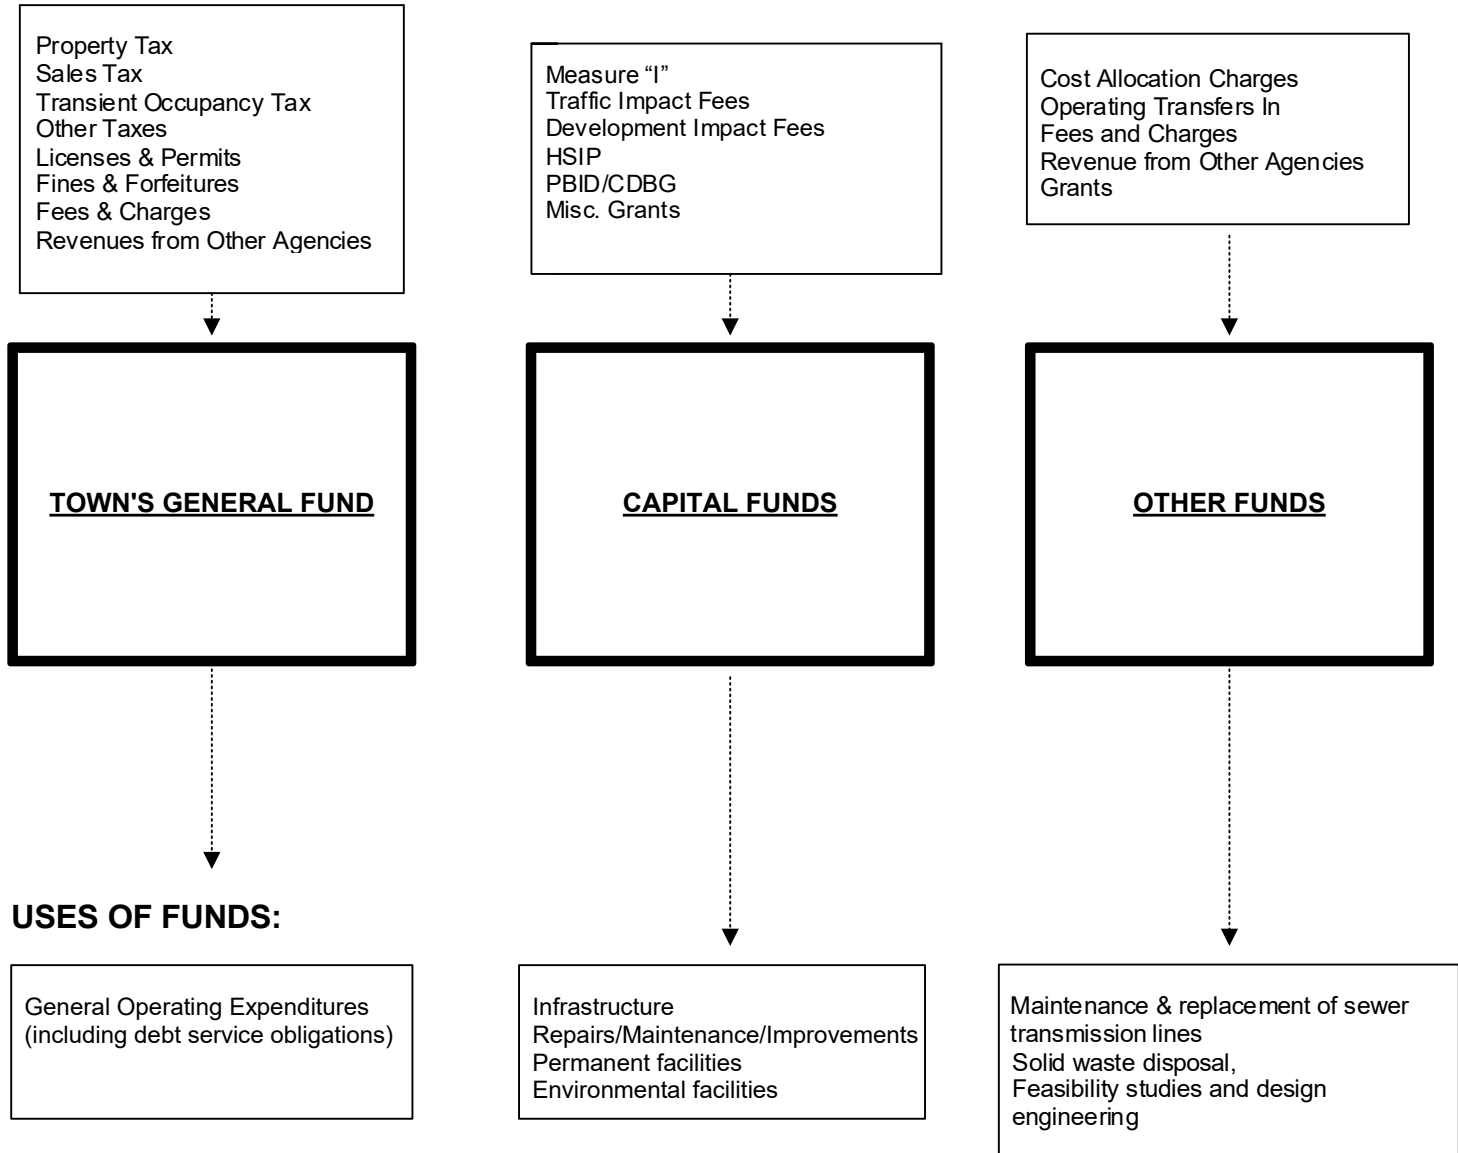 Property Tax
Sales Tax
Transient Occupancy Tax
Other Taxes
Licenses & Permits
Fines & Forfeitures
Fees & Charges
Revenues from Other Agencies
Measure “I”
Traffic Impact Fees
Development Impact Fees
HSIP
PBID/CDBG
Misc. Grants
Cost Allocation Charges
Operating Transfers In
Fees and Charges
Revenue from Other Agencies
Grants
TOWN'S GENERAL FUND
CAPITAL FUNDS
OTHER FUNDS
USES OF FUNDS:
General Operating Expenditures
(including debt service obligations)
Infrastructure
Repairs/Maintenance/Improvements
Permanent facilities
Environmental facilities
Maintenance & replacement of sewer
transmission lines
Solid waste disposal,
Feasibility studies and design
engineering